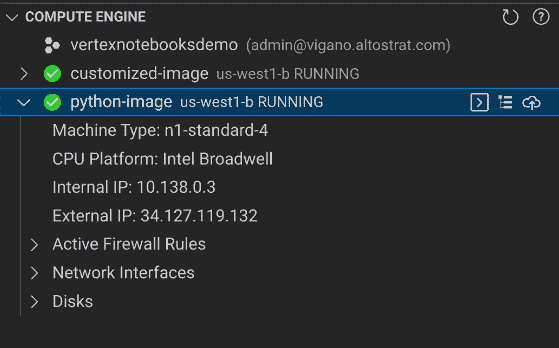 COMPUTE ENGINE
vertexnotebooksdemo (admin@vigano.altostrat.com)
customized-image us-west1-b RUNNING
python-image us-west1-b RUNNING
Machine Type: n1-standard-4
CPU Platform: Intel Broadwell
Internal IP: 10.138.0.3
External IP: 34.127.119.132
Active Firewall Rules
Network Interfaces
Disks